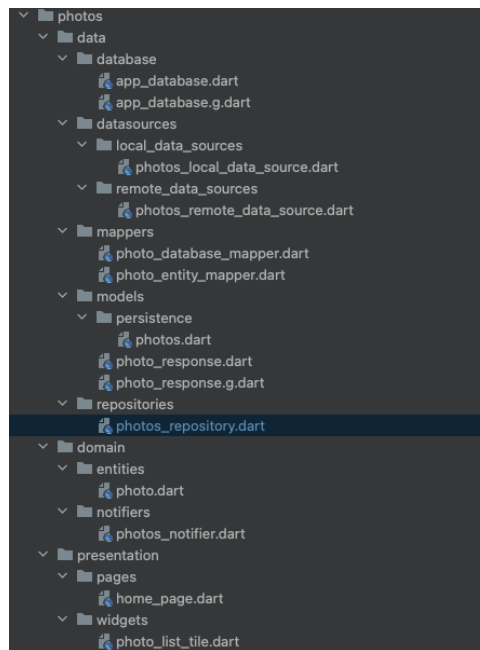 photos
data
database
app_database.dart
app_database.g.dart
datasources
local_data_sources
photos_local_data_source.dart
remote_data_sources
photos_remote_data_source.dart
mappers
photo_database_mapper.dart
photo_entity_mapper.dart
models
persistence
photos.dart
photo_response.dart
photo_response.g.dart
repositories
photos_repository.dart
domain
entities
photo.dart
notifiers
photos_notifier.dart
presentation
pages
home_page.dart
widgets
photo_list_tile.dart